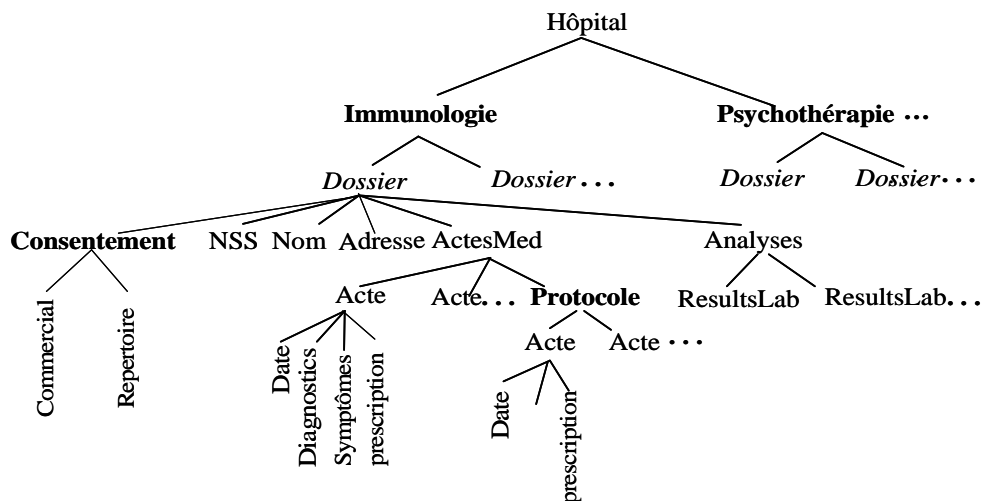 Hôpital
Immunologie Psychothérapie ...
Dossier Dossier ... Dossier Dossier ...
Consentement NSS Nom Adresse ActesMed Analyses
Acte Acte ... Protocole ResultsLab ResultsLab ...
Commercial
Repertoire
Date
Diagnostics
Symptômes
prescription
Acte Acte ...
Date
prescription